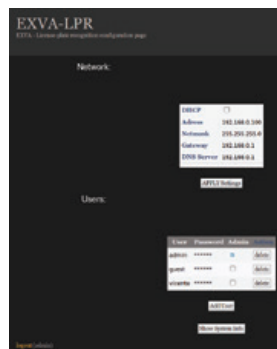 EXVA-LPR
EXVA - License plate recognition configuration page
Network:
DHCP
Adress 192.168.0.100
Netmask 255.255.255.0
Gateway 192.168.0.1
DNS Server 192.168.0.1
APPLY Settings
Users:
User Password Admin
admin ****** delete
guest ****** delete
vicente ****** delete
Add User
Show System Info
logout (admin)